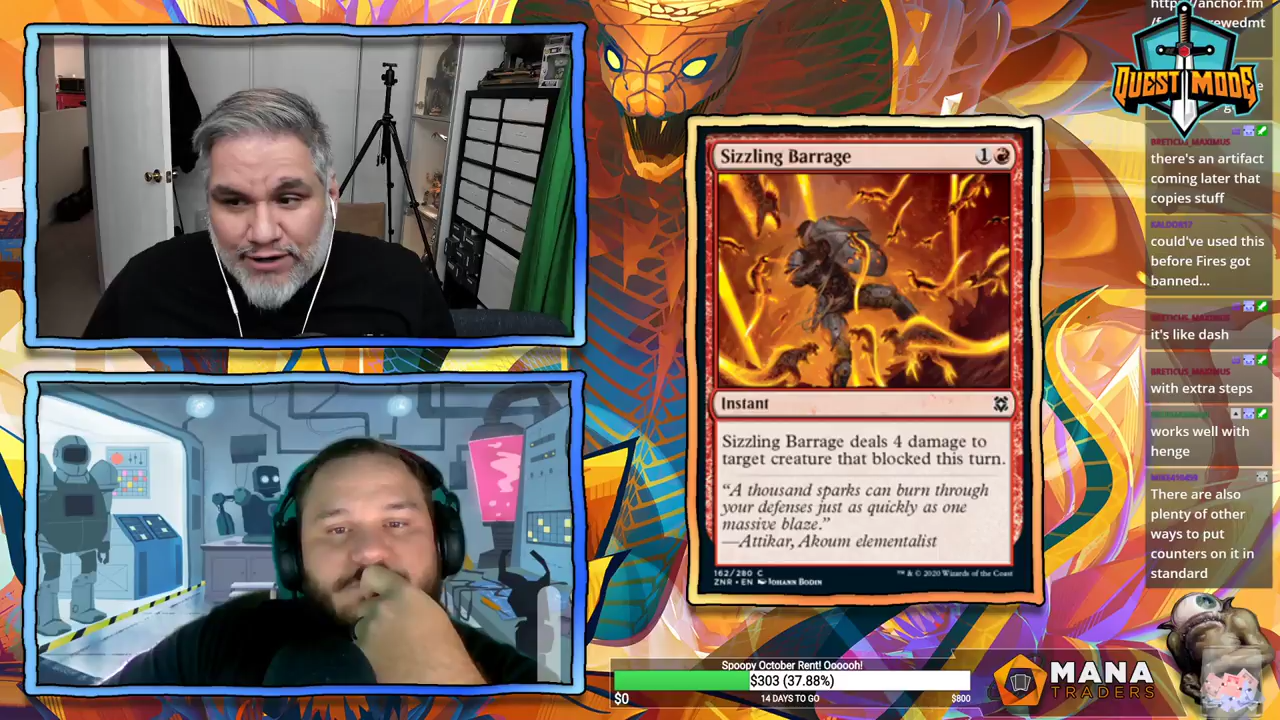 Sizzling Barrage
1
Instant
Sizzling Barrage deals 4 damage to
target creature that blocked this turn.
“A thousand sparks can burn through
your defenses just as quickly as one
massive blaze.”
—Attikar, Akoum elementalist
162/280 C
ZNR • EN Johann Bodin
™ & © 2020 Wizards of the Coast
QUEST MODE
BRETICUS_MAXIMUS
there's an artifact
coming later that
copies stuff
KALDOR57
could've used this
before Fires got
banned...
BRETICUS_MAXIMUS
it's like dash
BRETICUS_MAXIMUS
with extra steps
works well with
henge
There are also
plenty of other
ways to put
counters on it in
standard
Spoopy October Rent! Oooooh!
$303 (37.88%)
$0
14 DAYS TO GO
$800
MANA
TRADERS